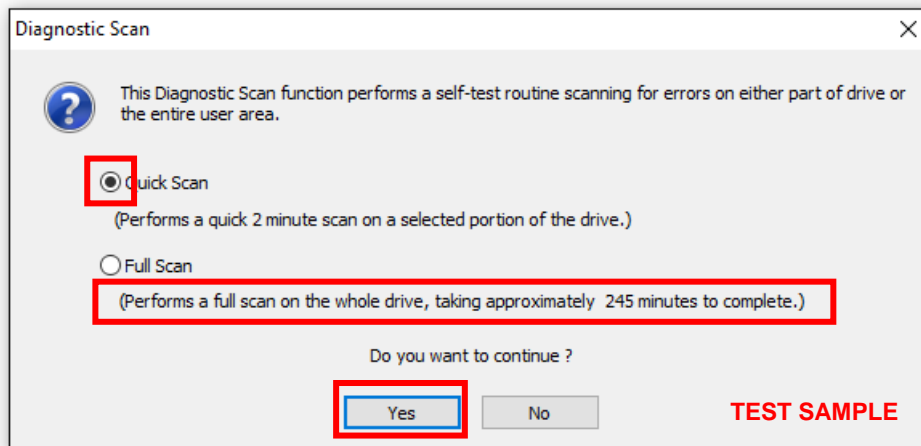 Diagnostic Scan
This Diagnostic Scan function performs a self-test routine scanning for errors on either part of drive or
the entire user area.
Quick Scan
(Performs a quick 2 minute scan on a selected portion of the drive.)
Full Scan
(Performs a full scan on the whole drive, taking approximately 245 minutes to complete.)
Do you want to continue ?
Yes No TEST SAMPLE